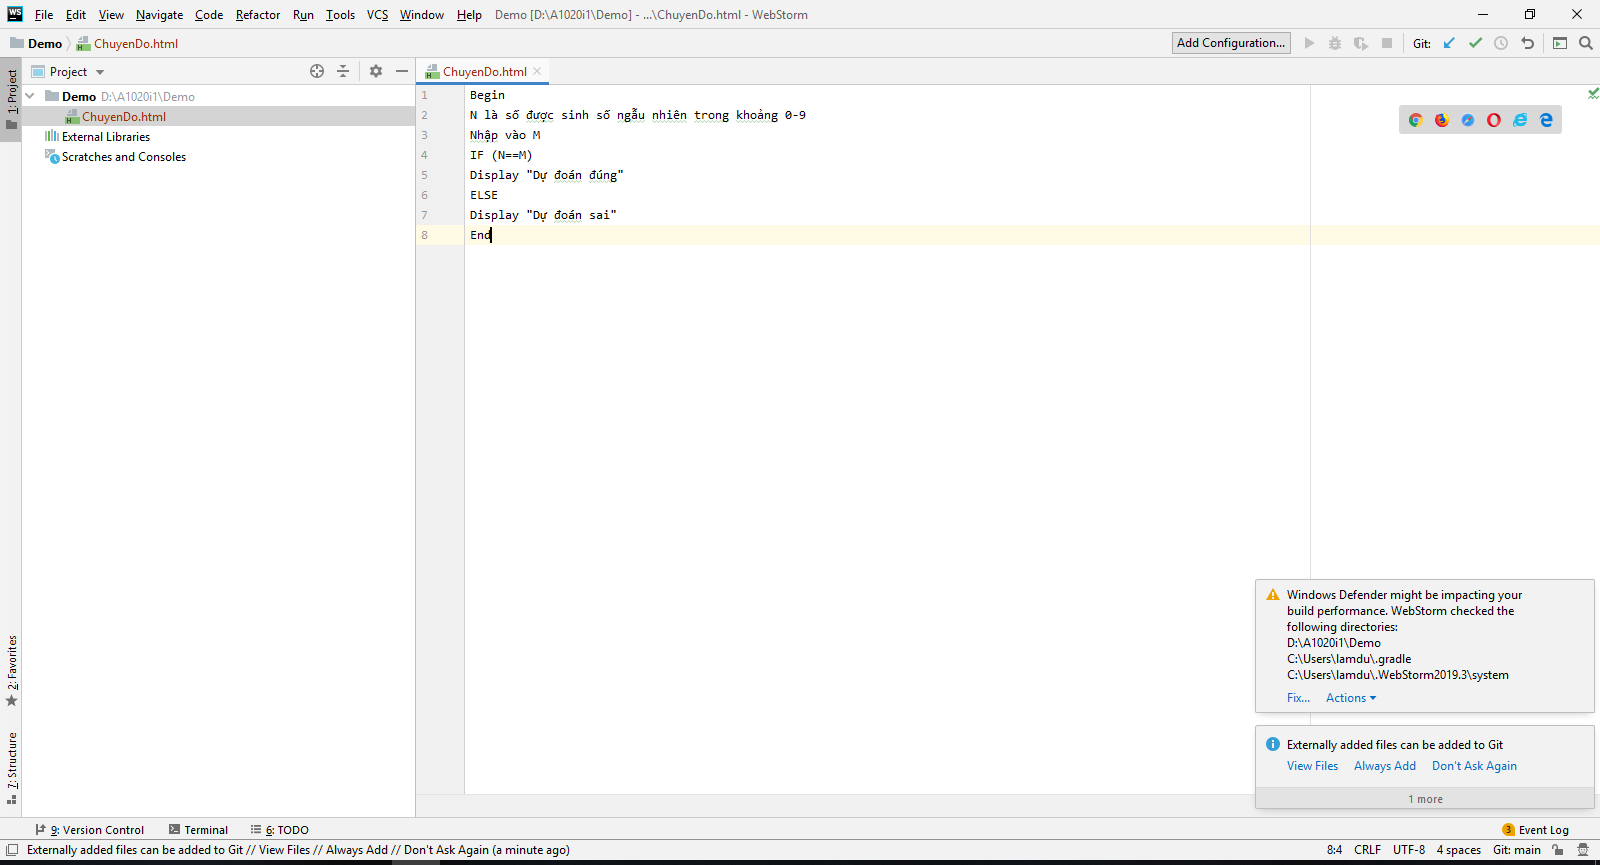 WS File Edit View Navigate Code Refactor Run Tools VCS Window Help Demo [D:\A1020i1\Demo] - ...\ChuyenDo.html - WebStorm
Demo ChuyenDo.html Add Configuration... Git:
1: Project
Project
Demo D:\A1020i1\Demo
ChuyenDo.html
External Libraries
Scratches and Consoles
ChuyenDo.html
1 Begin
2 N là số được sinh số ngẫu nhiên trong khoảng 0-9
3 Nhập vào M
4 IF (N==M)
5 Display "Dự đoán đúng"
6 ELSE
7 Display "Dự đoán sai"
8 End
2: Favorites
7: Structure
Windows Defender might be impacting your
build performance. WebStorm checked the
following directories:
D:\A1020i1\Demo
C:\Users\lamdu\.gradle
C:\Users\lamdu\.WebStorm2019.3\system
Fix... Actions
Externally added files can be added to Git
View Files Always Add Don't Ask Again
1 more
9: Version Control Terminal 6: TODO 3 Event Log
Externally added files can be added to Git // View Files // Always Add // Don't Ask Again (a minute ago) 8:4 CRLF UTF-8 4 spaces Git: main